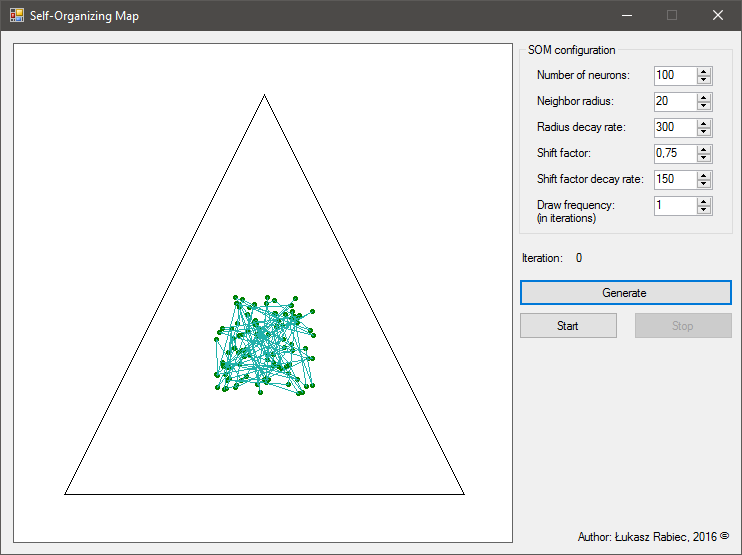 Self-Organizing Map
SOM configuration
Number of neurons: 100
Neighbor radius: 20
Radius decay rate: 300
Shift factor: 0,75
Shift factor decay rate: 150
Draw frequency: 1
(in iterations)
Iteration: 0
Generate
Start Stop
Author: Łukasz Rabiec, 2016 ©